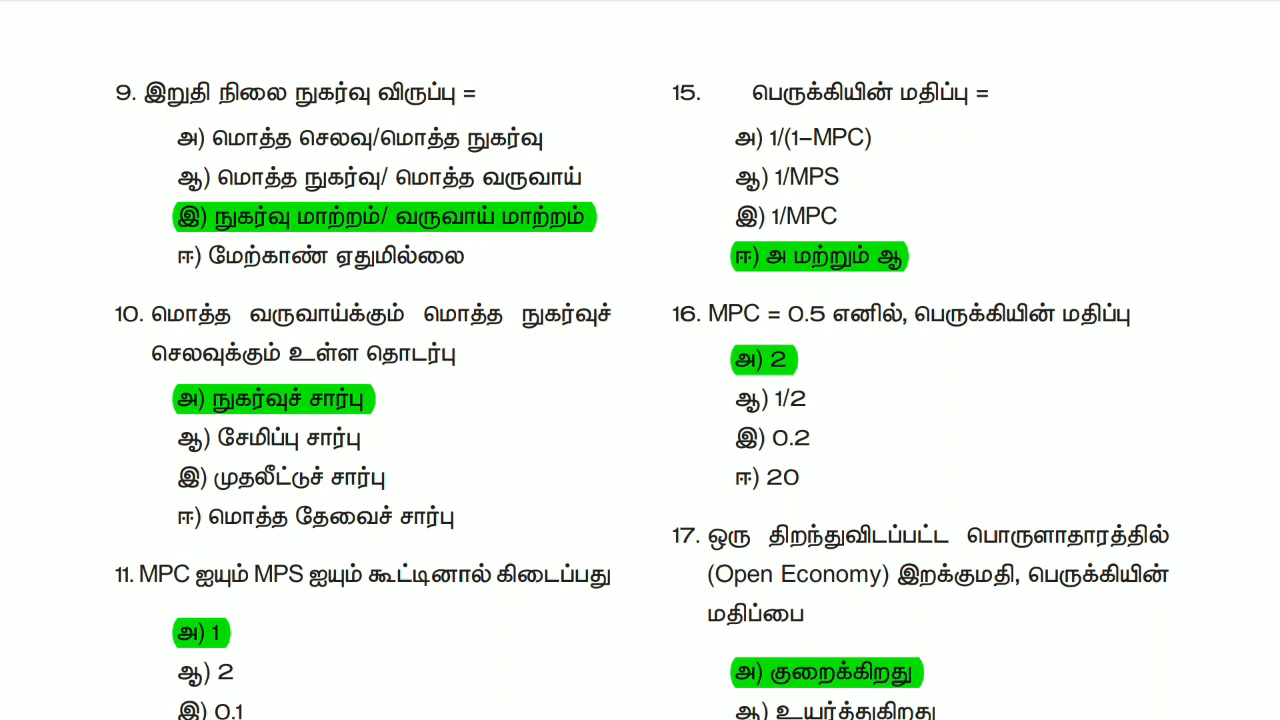 9. இறுதி நிலை நுகர்வு விருப்பு =
அ) மொத்த செலவு/மொத்த நுகர்வு
ஆ) மொத்த நுகர்வு/ மொத்த வருவாய்
இ) நுகர்வு மாற்றம்/ வருவாய் மாற்றம்
ஈ) மேற்காண் ஏதுமில்லை
10. மொத்த வருவாய்க்கும் மொத்த நுகர்வுச்
செலவுக்கும் உள்ள தொடர்பு
அ) நுகர்வுச் சார்பு
ஆ) சேமிப்பு சார்பு
இ) முதலீட்டுச் சார்பு
ஈ) மொத்த தேவைச் சார்பு
11. MPC ஐயும் MPS ஐயும் கூட்டினால் கிடைப்பது
அ) 1
ஆ) 2
இ) 0.1
15. பெருக்கியின் மதிப்பு =
அ) 1/(1–MPC)
ஆ) 1/MPS
இ) 1/MPC
ஈ) அ மற்றும் ஆ
16. MPC = 0.5 எனில், பெருக்கியின் மதிப்பு
அ) 2
ஆ) 1/2
இ) 0.2
ஈ) 20
17. ஒரு திறந்துவிடப்பட்ட பொருளாதாரத்தில்
(Open Economy) இறக்குமதி, பெருக்கியின்
மதிப்பை
அ) குறைக்கிறது
ஆ) உயர்த்துகிறது